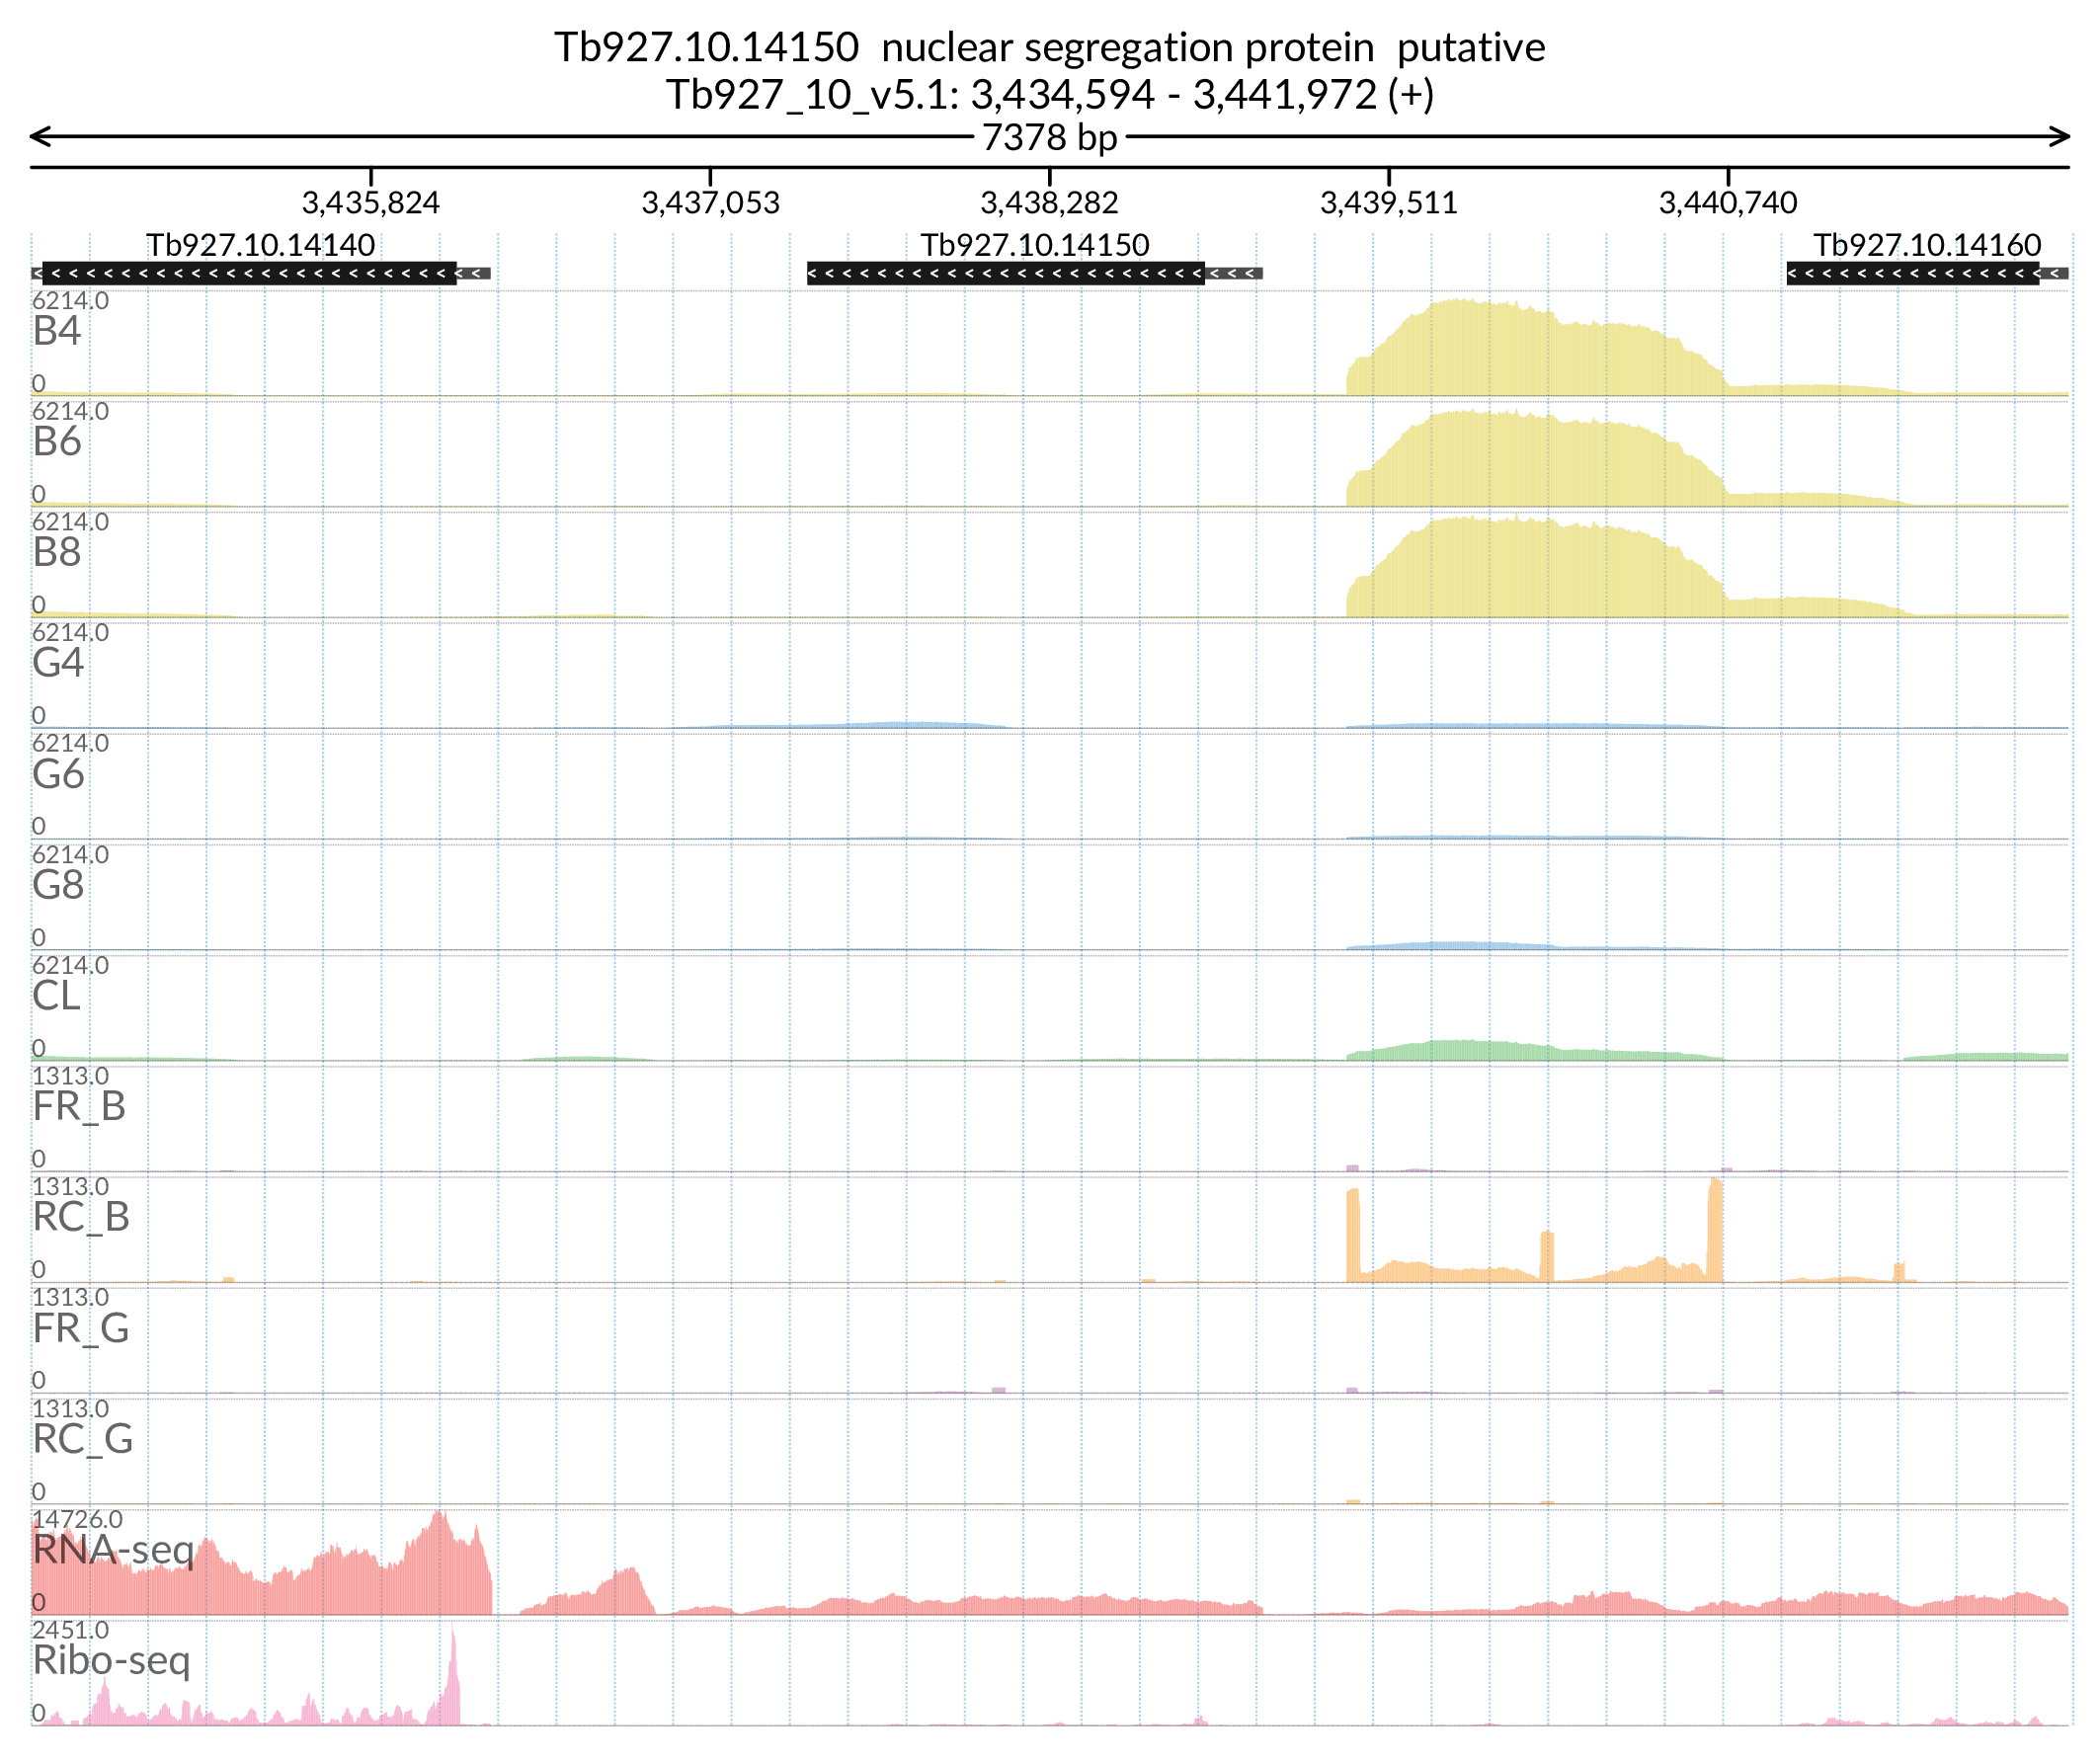 Tb927.10.14150 nuclear segregation protein putative
Tb927_10_v5.1: 3,434,594 - 3,441,972 (+)
7378 bp
3,435,824 3,437,053 3,438,282 3,439,511 3,440,740
Tb927.10.14140 Tb927.10.14150 Tb927.10.14160
6214.0
B4
0
6214.0
B6
0
6214.0
B8
0
6214.0
G4
0
6214.0
G6
0
6214.0
G8
0
6214.0
CL
0
1313.0
FR_B
0
1313.0
RC_B
0
1313.0
FR_G
0
1313.0
RC_G
0
14726.0
RNA-seq
0
2451.0
Ribo-seq
0